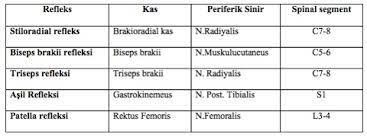 Refleks Kas Periferik Sinir Spinal segment
Stiloradial refleks Brakioradial kas N.Radiyalis C7-8
Biseps brakii refleksi Biseps brakii N.Muskulucutaneus C5-6
Triseps refleksi Triseps brakii N. Radiyalis C7-8
Aşil Refleksi Gastrokinemeus N. Post. Tibialis S1
Patella refleksi Rektus Femoris N.Femoralis L3-4